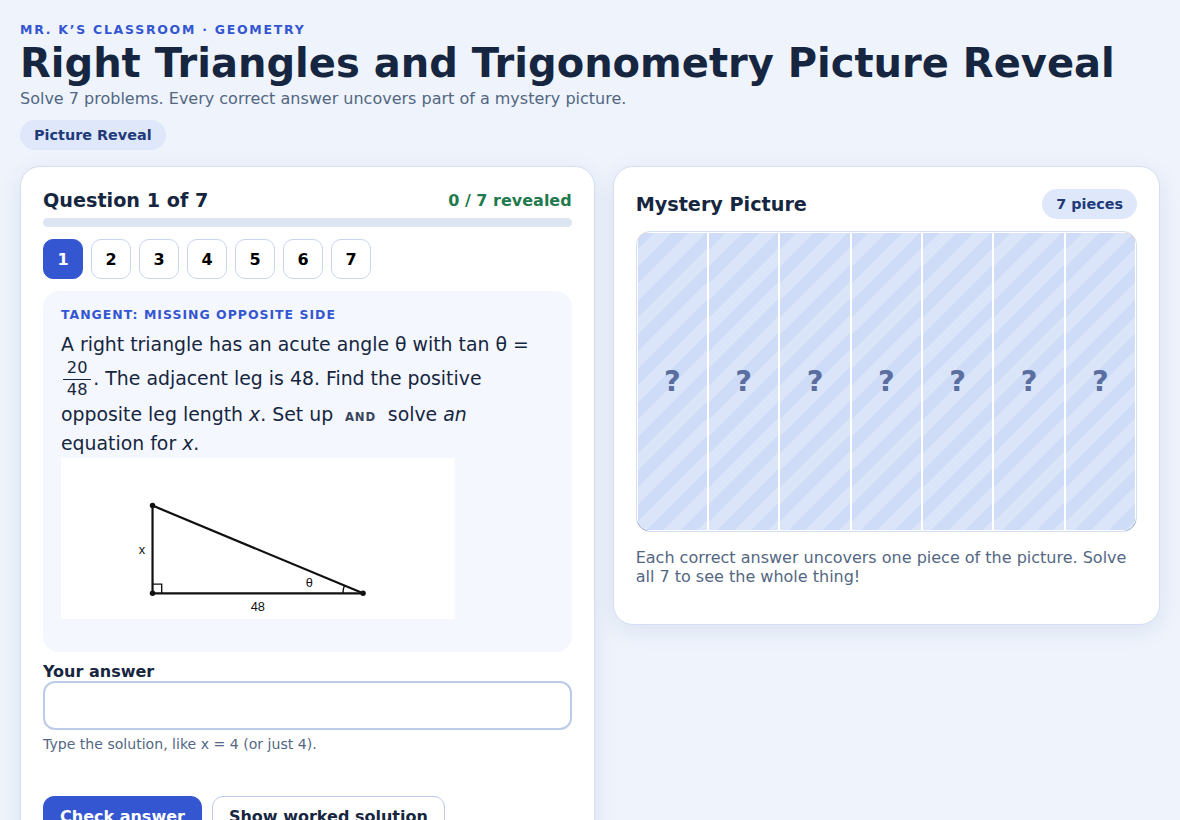 MR. K’S CLASSROOM · GEOMETRY
Right Triangles and Trigonometry Picture Reveal
Solve 7 problems. Every correct answer uncovers part of a mystery picture.
Picture Reveal
Question 1 of 7
0 / 7 revealed
1 2 3 4 5 6 7
TANGENT: MISSING OPPOSITE SIDE
A right triangle has an acute angle θ with tan θ =
20
48
. The adjacent leg is 48. Find the positive
opposite leg length x. Set up AND solve an
equation for x.
x
θ
48
Your answer
Type the solution, like x = 4 (or just 4).
Check answer
Show worked solution
Mystery Picture
7 pieces
? ? ? ? ? ? ?
Each correct answer uncovers one piece of the picture. Solve
all 7 to see the whole thing!